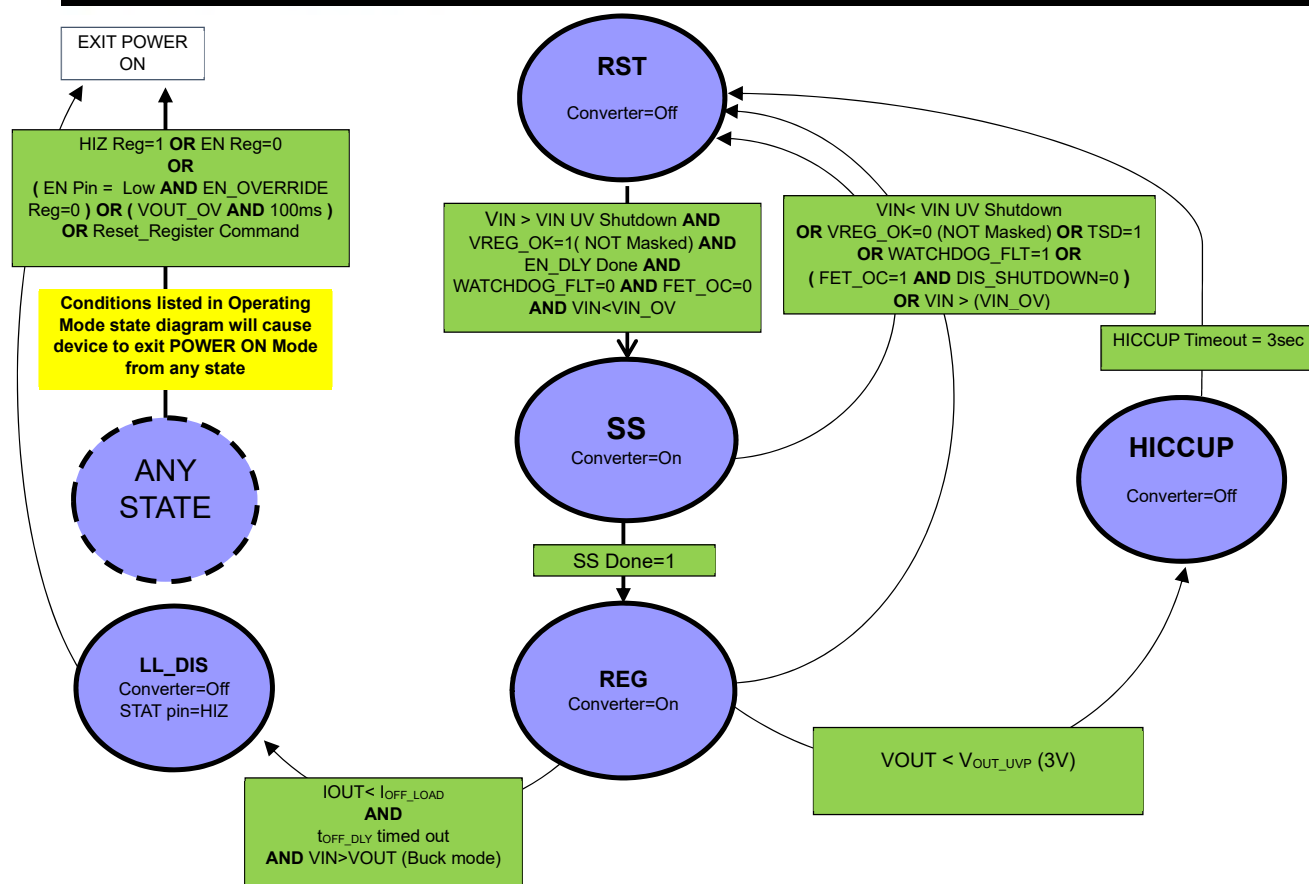 EXIT POWER
ON
HIZ Reg=1 OR EN Reg=0
OR
( EN Pin = Low AND EN_OVERRIDE
Reg=0 ) OR ( VOUT_OV AND 100ms )
OR Reset_Register Command
Conditions listed in Operating
Mode state diagram will cause
device to exit POWER ON Mode
from any state
ANY
STATE
LL_DIS
Converter=Off
STAT pin=HIZ
RST
Converter=Off
VIN > VIN UV Shutdown AND
VREG_OK=1( NOT Masked) AND
EN_DLY Done AND
WATCHDOG_FLT=0 AND FET_OC=0
AND VIN<VIN_OV
VIN< VIN UV Shutdown
OR VREG_OK=0 (NOT Masked) OR TSD=1
OR WATCHDOG_FLT=1 OR
( FET_OC=1 AND DIS_SHUTDOWN=0 )
OR VIN > (VIN_OV)
HICCUP Timeout = 3sec
SS
Converter=On
HICCUP
Converter=Off
SS Done=1
REG
Converter=On
VOUT < VOUT_UVP (3V)
IOUT< IOFF_LOAD
AND
tOFF_DLY timed out
AND VIN>VOUT (Buck mode)